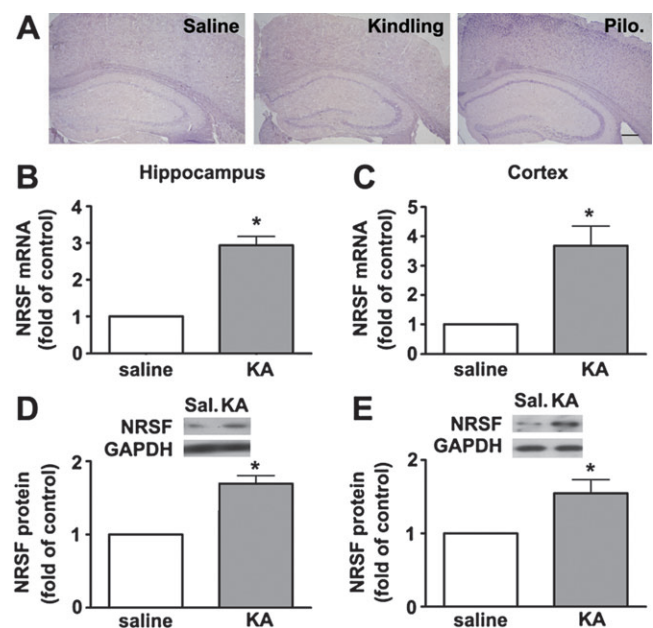 A
Saline
Kindling
Pilo.
B
Hippocampus
NRSF mRNA
(fold of control)
4
3
2
1
0
*
saline
KA
C
Cortex
NRSF mRNA
(fold of control)
5
4
3
2
1
0
*
saline
KA
D
Sal. KA
NRSF
GAPDH
NRSF protein
(fold of control)
2
1
0
*
saline
KA
E
Sal. KA
NRSF
GAPDH
NRSF protein
(fold of control)
2
1
0
*
saline
KA